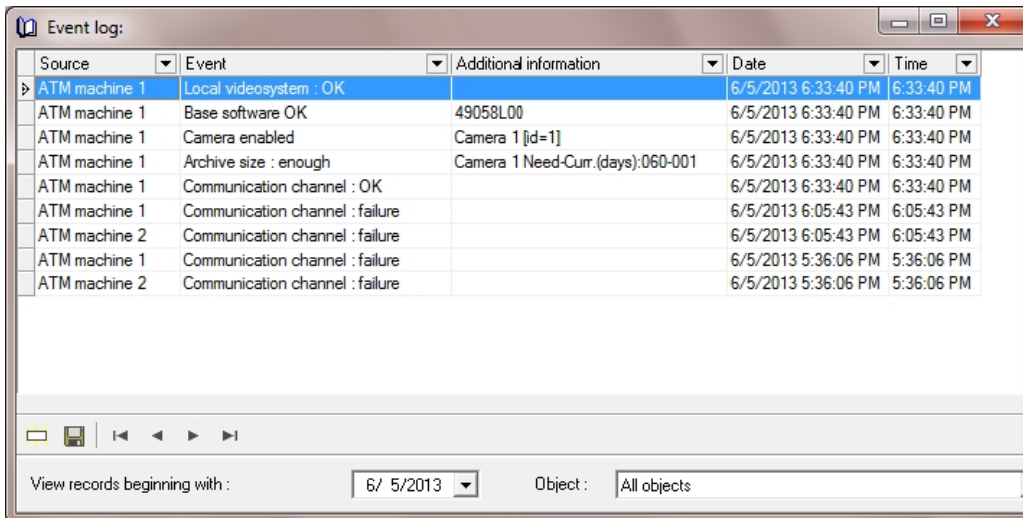 Event log:
Source Event Additional information Date Time
ATM machine 1 Local videosystem : OK 6/5/2013 6:33:40 PM 6:33:40 PM
ATM machine 1 Base software OK 49058L00 6/5/2013 6:33:40 PM 6:33:40 PM
ATM machine 1 Camera enabled Camera 1 [id=1] 6/5/2013 6:33:40 PM 6:33:40 PM
ATM machine 1 Archive size : enough Camera 1 Need-Curr.(days):060-001 6/5/2013 6:33:40 PM 6:33:40 PM
ATM machine 1 Communication channel : OK 6/5/2013 6:33:40 PM 6:33:40 PM
ATM machine 1 Communication channel : failure 6/5/2013 6:05:43 PM 6:05:43 PM
ATM machine 2 Communication channel : failure 6/5/2013 6:05:43 PM 6:05:43 PM
ATM machine 1 Communication channel : failure 6/5/2013 5:36:06 PM 5:36:06 PM
ATM machine 2 Communication channel : failure 6/5/2013 5:36:06 PM 5:36:06 PM
View records beginning with : 6/ 5/2013 Object : All objects